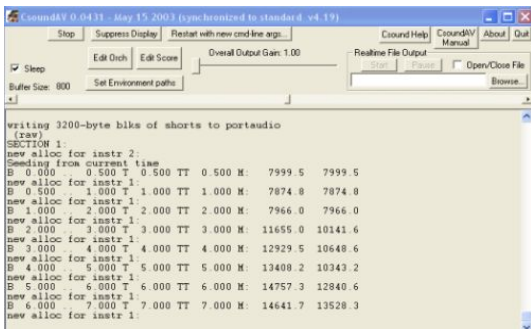 CsoundAV 0.0431 - May 15 2003 (synchronized to standard v4.19)
Stop Suppress Display Restart with new cmd-line args... Csound Help CsoundAV Manual About Quit
Edit Orch Edit Score Overall Output Gain: 1.00 Realtime File Output
Start Pause Open/Close File
Sleep
Set Environment paths Browse...
Buffer Size: 800
writing 3200-byte blks of shorts to portaudio
(raw)
SECTION 1:
new alloc for instr 2:
Seeding from current time
B 0.000 .. 0.500 T 0.500 TT 0.500 M: 7999.5 7999.5
new alloc for instr 1:
B 0.500 .. 1.000 T 1.000 TT 1.000 M: 7874.8 7874.8
new alloc for instr 1:
B 1.000 .. 2.000 T 2.000 TT 2.000 M: 7966.0 7966.0
new alloc for instr 1:
B 2.000 .. 3.000 T 3.000 TT 3.000 M: 11655.0 10141.6
new alloc for instr 1:
B 3.000 .. 4.000 T 4.000 TT 4.000 M: 12929.5 10648.6
new alloc for instr 1:
B 4.000 .. 5.000 T 5.000 TT 5.000 M: 13408.2 10343.2
new alloc for instr 1:
B 5.000 .. 6.000 T 6.000 TT 6.000 M: 14757.3 12840.6
new alloc for instr 1:
B 6.000 .. 7.000 T 7.000 TT 7.000 M: 14641.7 13528.3
new alloc for instr 1: